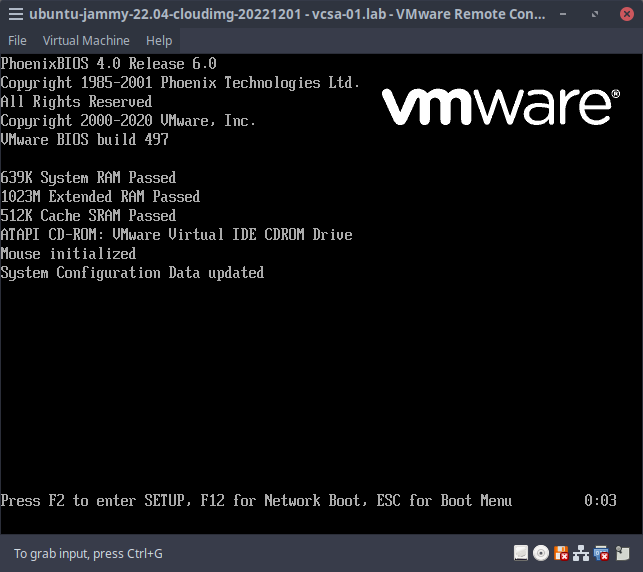 ubuntu-jammy-22.04-cloudimg-20221201 - vcsa-01.lab - VMware Remote Con...
File Virtual Machine Help
PhoenixBIOS 4.0 Release 6.0
Copyright 1985-2001 Phoenix Technologies Ltd.
All Rights Reserved
Copyright 2000-2020 VMware, Inc.
VMware BIOS build 497
vmware®
639K System RAM Passed
1023M Extended RAM Passed
512K Cache SRAM Passed
ATAPI CD-ROM: VMware Virtual IDE CDROM Drive
Mouse initialized
System Configuration Data updated
Press F2 to enter SETUP, F12 for Network Boot, ESC for Boot Menu 0:03
To grab input, press Ctrl+G